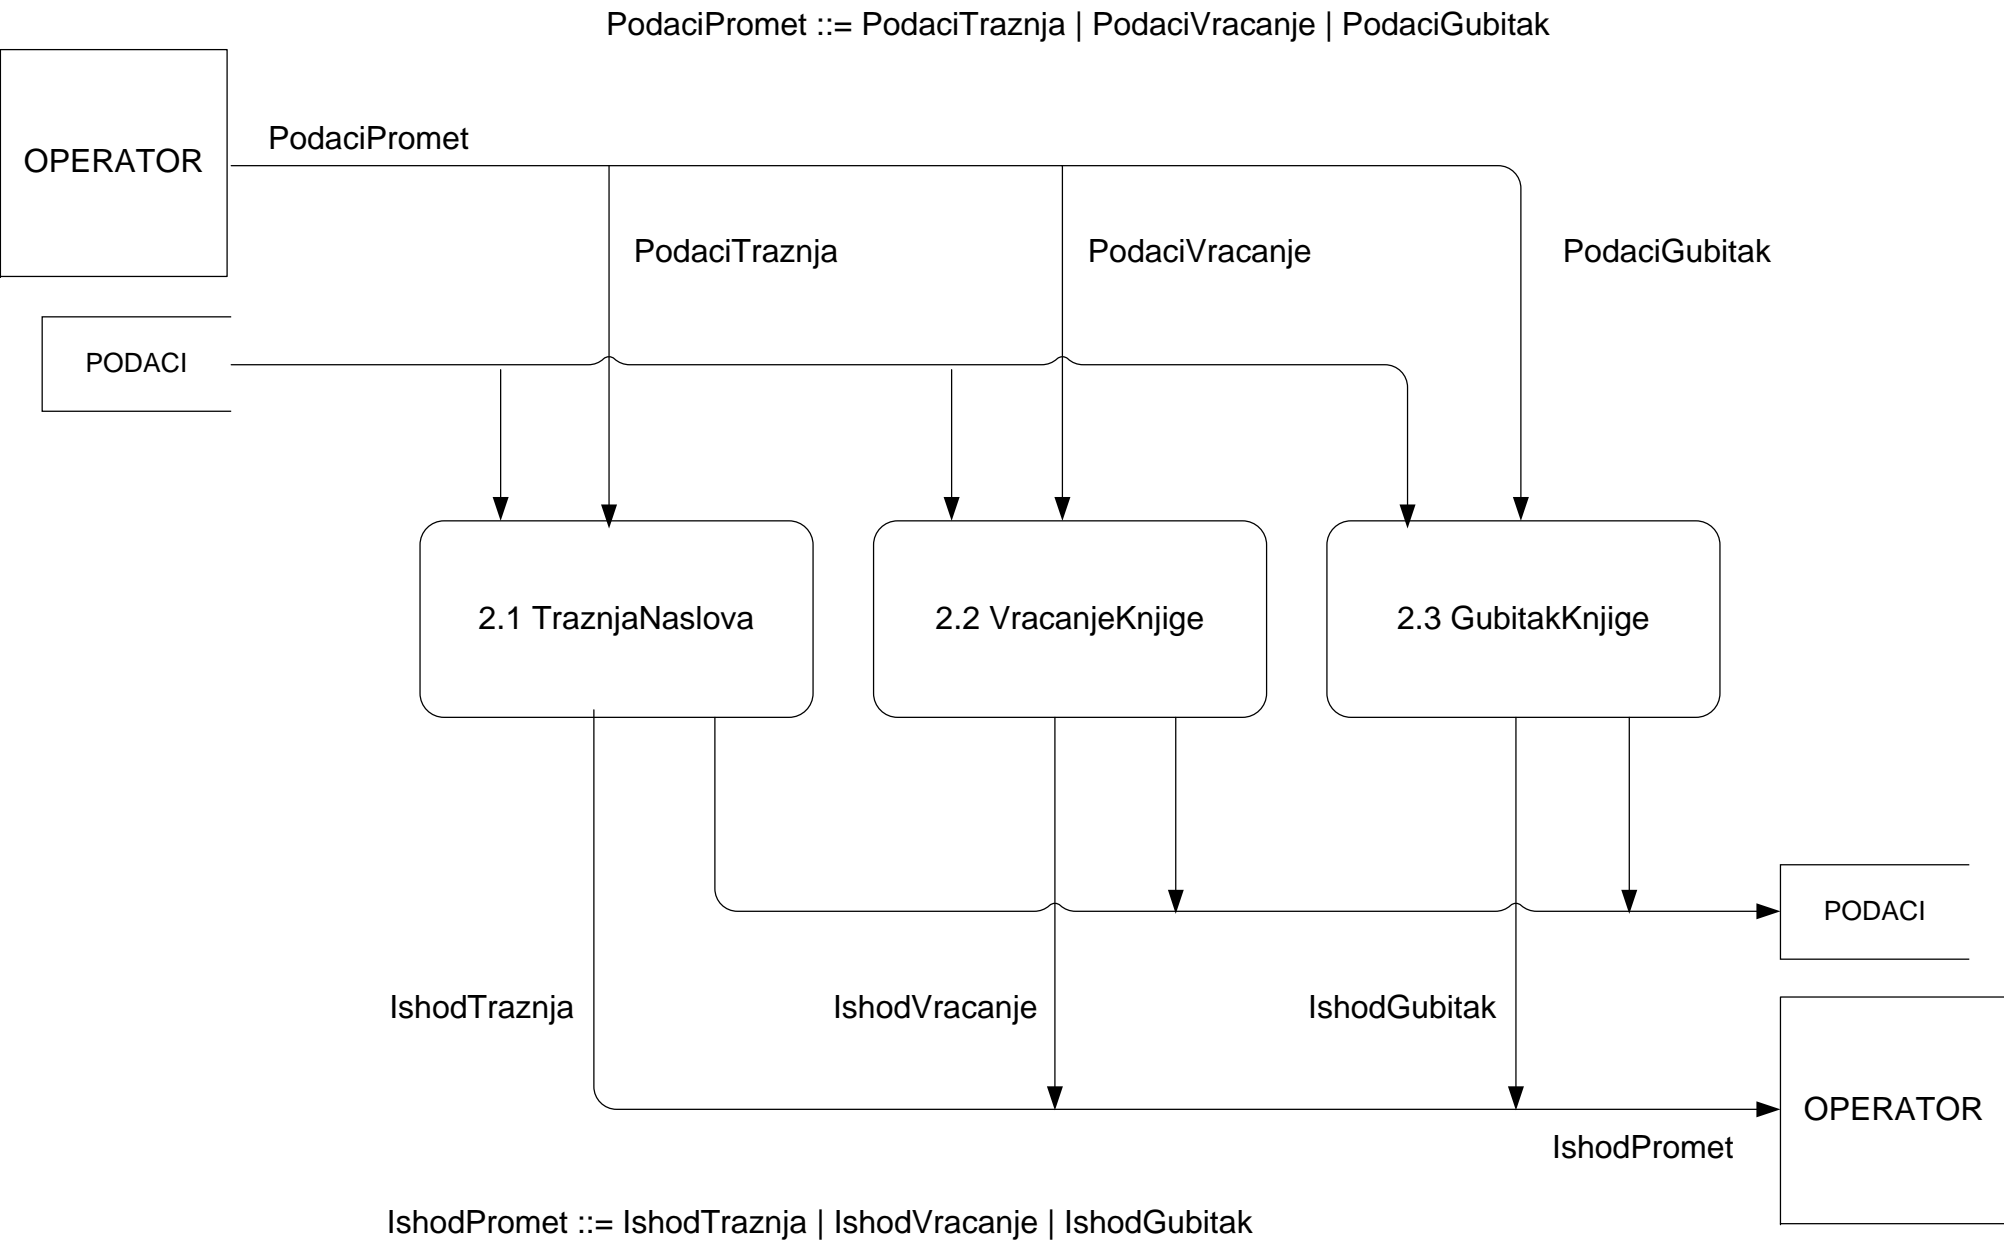 PodaciPromet ::= PodaciTraznja | PodaciVracanje | PodaciGubitak
PodaciPromet
OPERATOR
PodaciTraznja
PodaciVracanje
PodaciGubitak
PODACI
2.1 TraznjaNaslova
2.2 VracanjeKnjige
2.3 GubitakKnjige
PODACI
IshodTraznja
IshodVracanje
IshodGubitak
OPERATOR
IshodPromet
IshodPromet ::= IshodTraznja | IshodVracanje | IshodGubitak